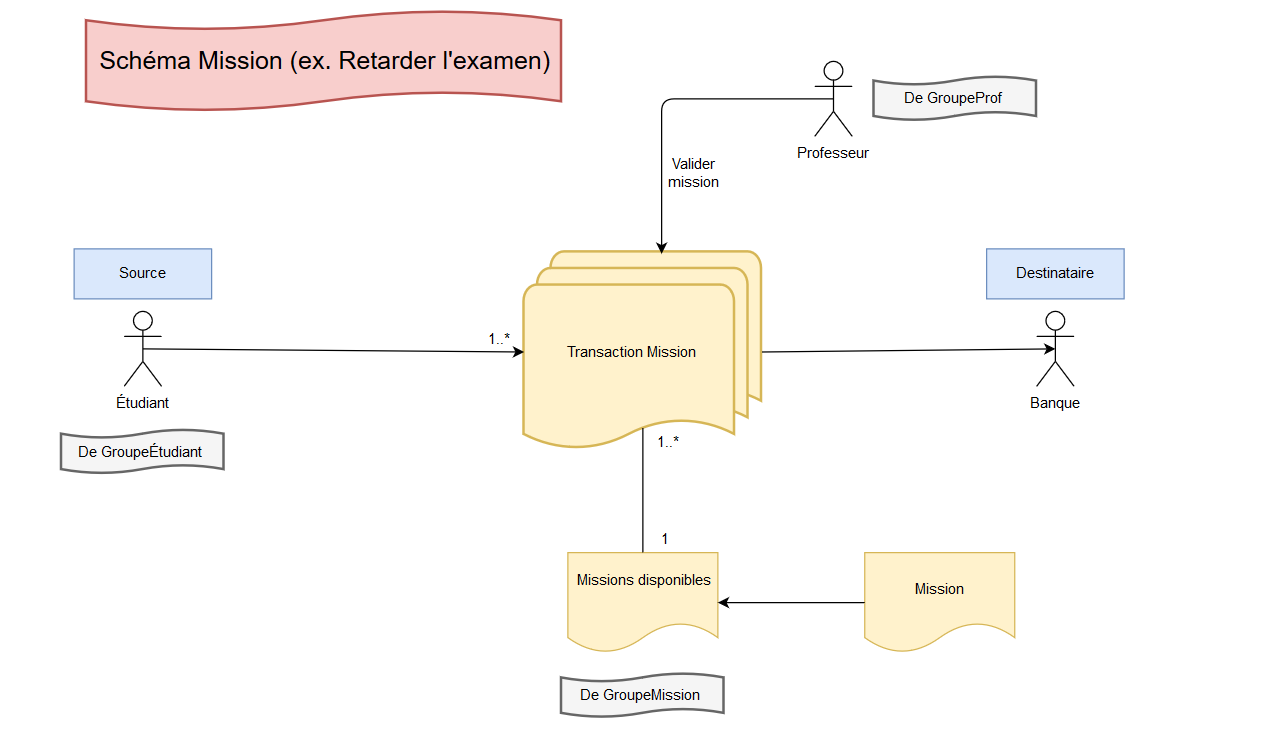 Schéma Mission (ex. Retarder l'examen)
De GroupeProf
Professeur
Valider
mission
Source
Destinataire
1..*
Transaction Mission
Étudiant
Banque
De GroupeÉtudiant
1..*
1
Missions disponibles
Mission
De GroupeMission